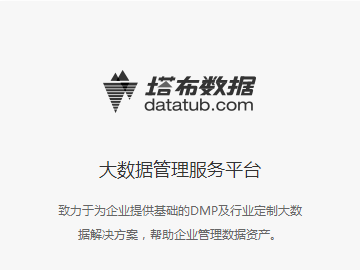 塔布数据
datatub.com
大数据管理服务平台
致力于为企业提供基础的DMP及行业定制大数
据解决方案，帮助企业管理数据资产。